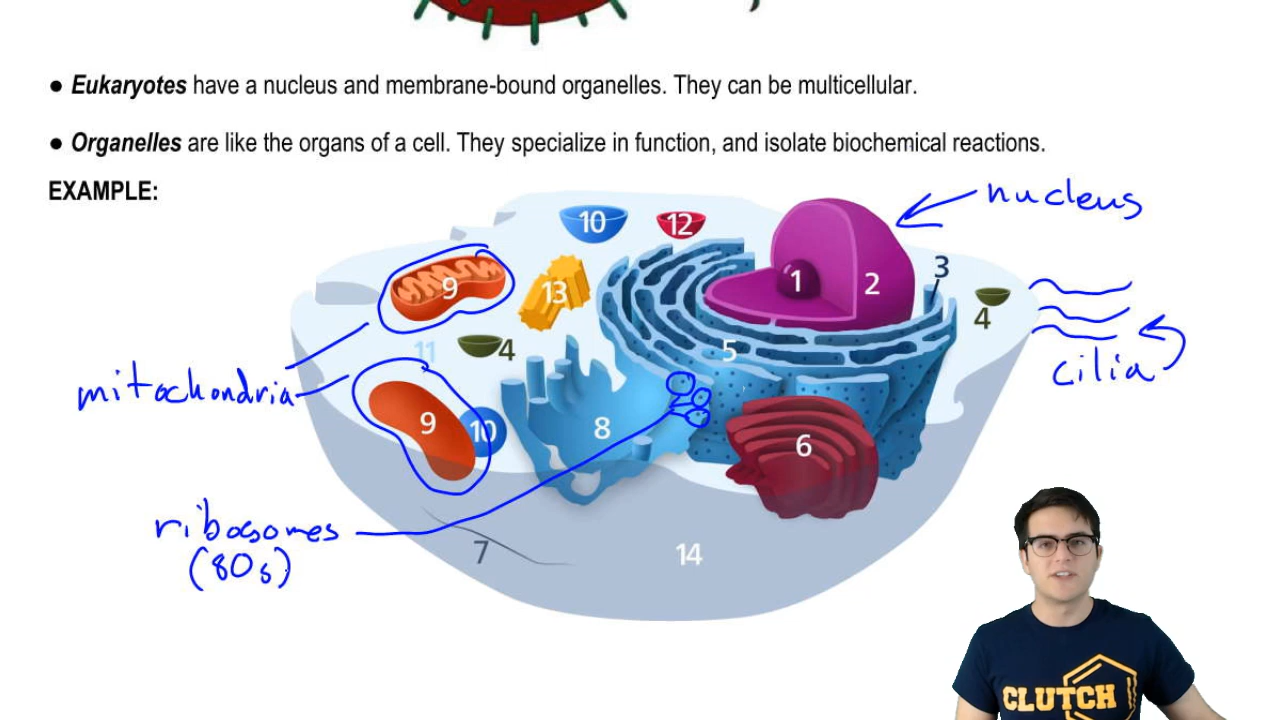 ● Eukaryotes have a nucleus and membrane-bound organelles. They can be multicellular.
● Organelles are like the organs of a cell. They specialize in function, and isolate biochemical reactions.
EXAMPLE:
nucleus
10
12
9
13
1
2
3
4
cilia
11
4
5
mitochondria
9
10
8
6
ribosomes
(80s)
7
14
CLUTCH